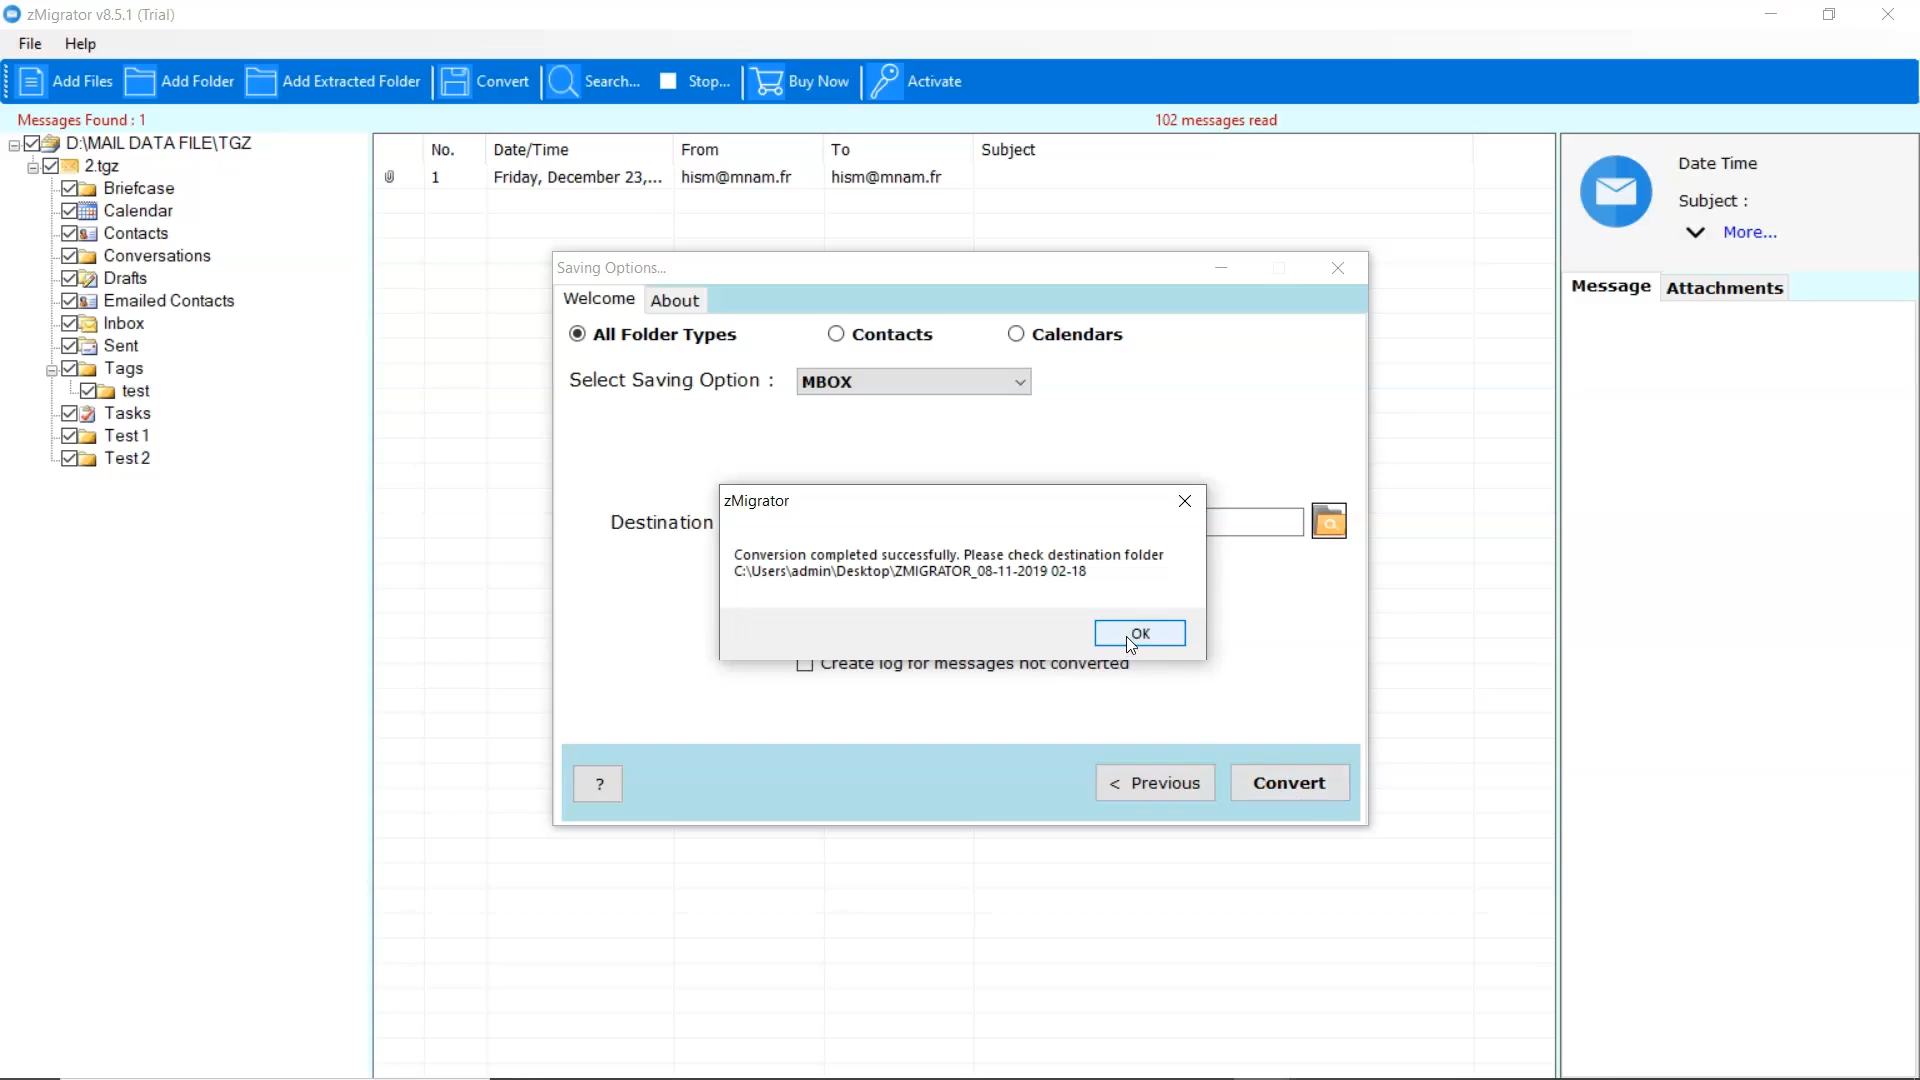 zMigrator v8.5.1 (Trial)
File Help
Add Files Add Folder Add Extracted Folder Convert Search... Stop... Buy Now Activate
Messages Found : 1
102 messages read
D:\MAIL DATA FILE\TGZ
2.tgz
Briefcase
Calendar
Contacts
Conversations
Drafts
Emailed Contacts
Inbox
Sent
Tags
test
Tasks
Test 1
Test 2
No. Date/Time From To Subject
1 Friday, December 23,... hism@mnam.fr hism@mnam.fr
Saving Options...
Welcome About
All Folder Types Contacts Calendars
Select Saving Option : MBOX
Destination
zMigrator
Conversion completed successfully. Please check destination folder
C:\Users\admin\Desktop\ZMIGRATOR_08-11-2019 02-18
OK
Create log for messages not converted
? < Previous Convert
Date Time
Subject :
More...
Message Attachments